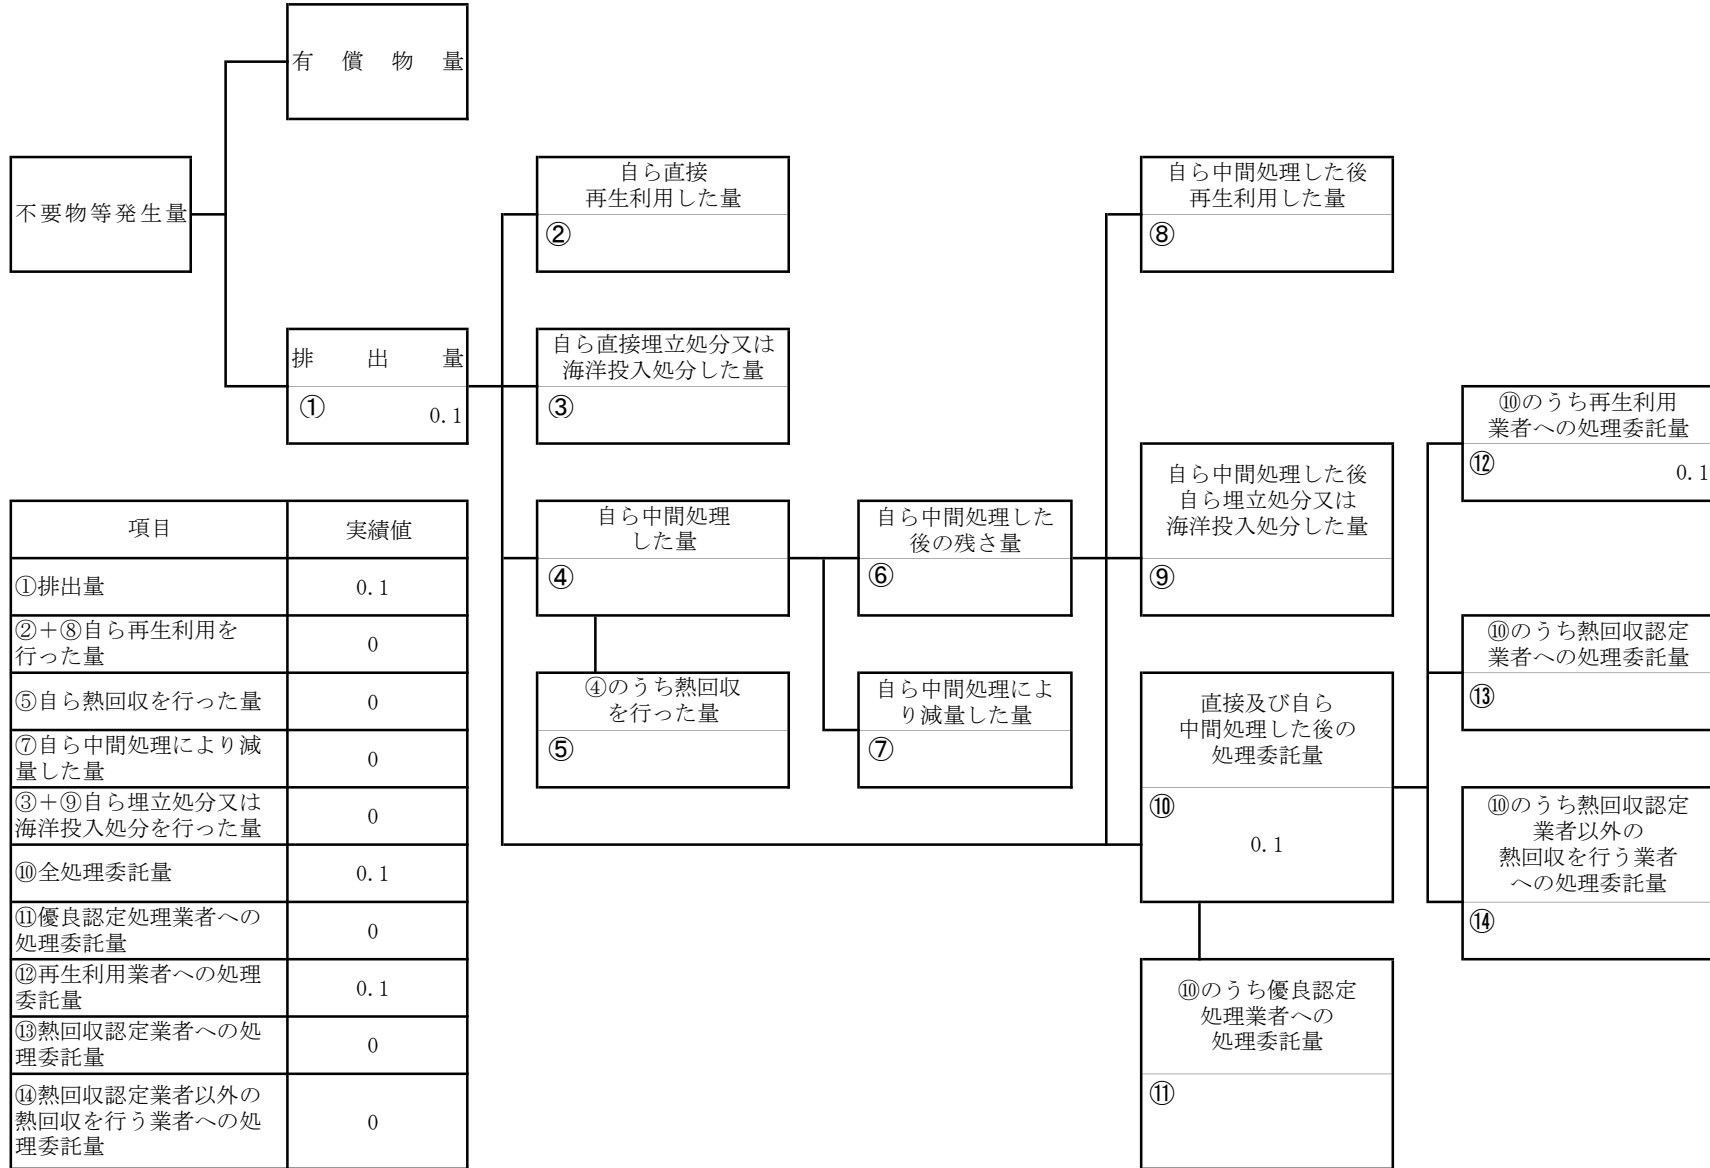 有償物量
不要物等発生量
排出量
① 0.1
自ら直接
再生利用した量
②
自ら直接埋立処分又は
海洋投入処分した量
③
自ら中間処理
した量
④
④のうち熱回収
を行った量
⑤
自ら中間処理した
後の残さ量
⑥
自ら中間処理によ
り減量した量
⑦
自ら中間処理した後
再生利用した量
⑧
自ら中間処理した後
自ら埋立処分又は
海洋投入処分した量
⑨
直接及び自ら
中間処理した後の
処理委託量
⑩
0.1
⑩のうち優良認定
処理業者への
処理委託量
⑪
⑩のうち再生利用
業者への処理委託量
⑫ 0.1
⑩のうち熱回収認定
業者への処理委託量
⑬
⑩のうち熱回収認定
業者以外の
熱回収を行う業者
への処理委託量
⑭
項目 実績値
①排出量 0.1
②+⑧自ら再生利用を
行った量 0
⑤自ら熱回収を行った量 0
⑦自ら中間処理により減
量した量 0
③+⑨自ら埋立処分又は
海洋投入処分を行った量 0
⑩全処理委託量 0.1
⑪優良認定処理業者への
処理委託量 0
⑫再生利用業者への処理
委託量 0.1
⑬熱回収認定業者への処
理委託量 0
⑭熱回収認定業者以外の
熱回収を行う業者への処
理委託量 0